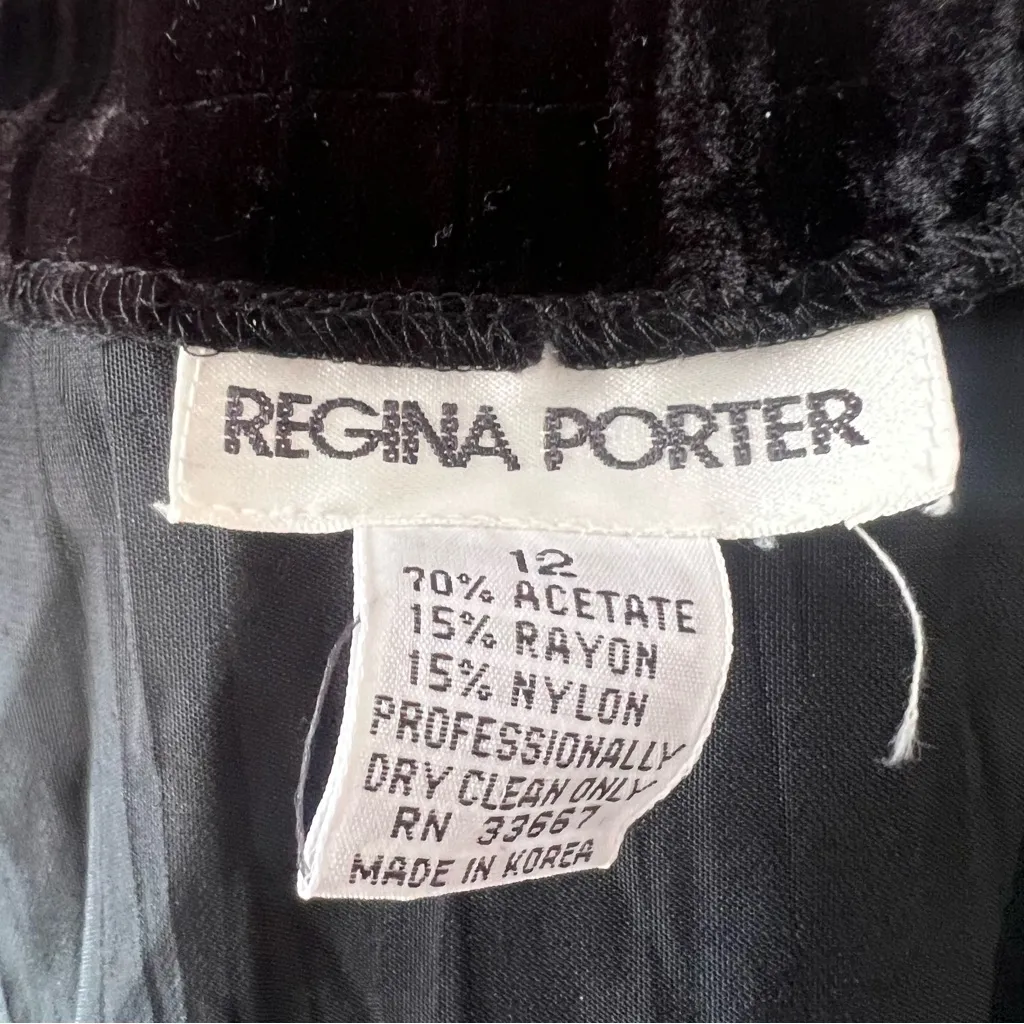 REGINA PORTER
12
70% ACETATE
15% RAYON
15% NYLON
PROFESSIONALLY
DRY CLEAN ONLY
RN 33667
MADE IN KOREA